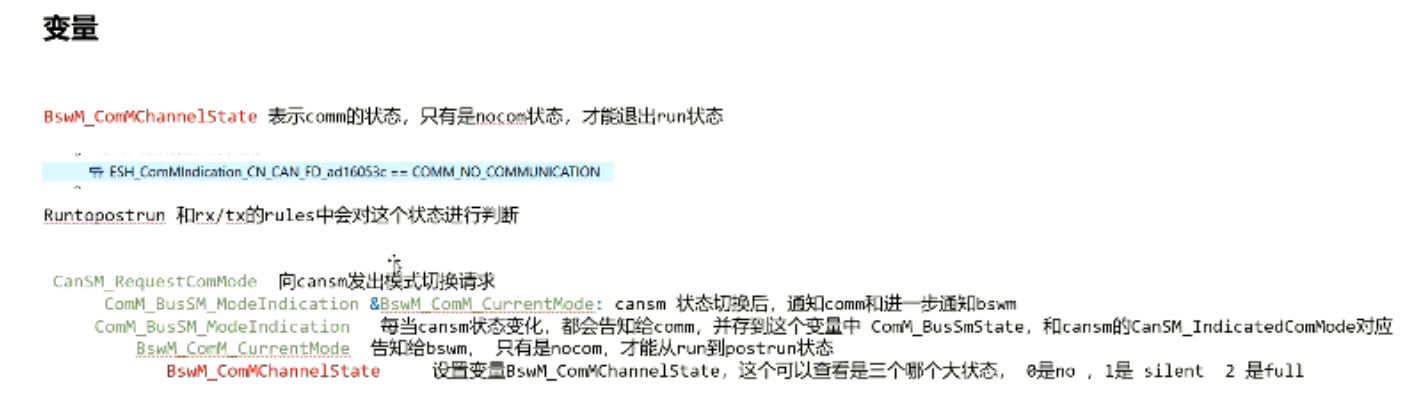 变量
BswM_ComMChannelState 表示comm的状态，只有是nocom状态，才能退出run状态
ESH_ComMIndication_CN_CAN_FD_ad16053c == COMM_NO_COMMUNICATION
Runtopostrun 和rx/tx的rules中会对这个状态进行判断
CanSM_RequestComMode 向cansm发出模式切换请求
ComM_BusSM_ModeIndication &BswM_ComM_CurrentMode: cansm 状态切换后，通知comm和进一步通知bswm
ComM_BusSM_ModeIndication 每当cansm状态变化，都会告知给comm，并存到这个变量中 ComM_BusSmState，和cansm的CanSM_IndicatedComMode对应
BswM_ComM_CurrentMode 告知给bswm， 只有是nocom，才能从run到postrun状态
BswM_ComMChannelState 设置变量BswM_ComMChannelState，这个可以查看是三个哪个大状态， 0是no ，1是 silent 2 是full